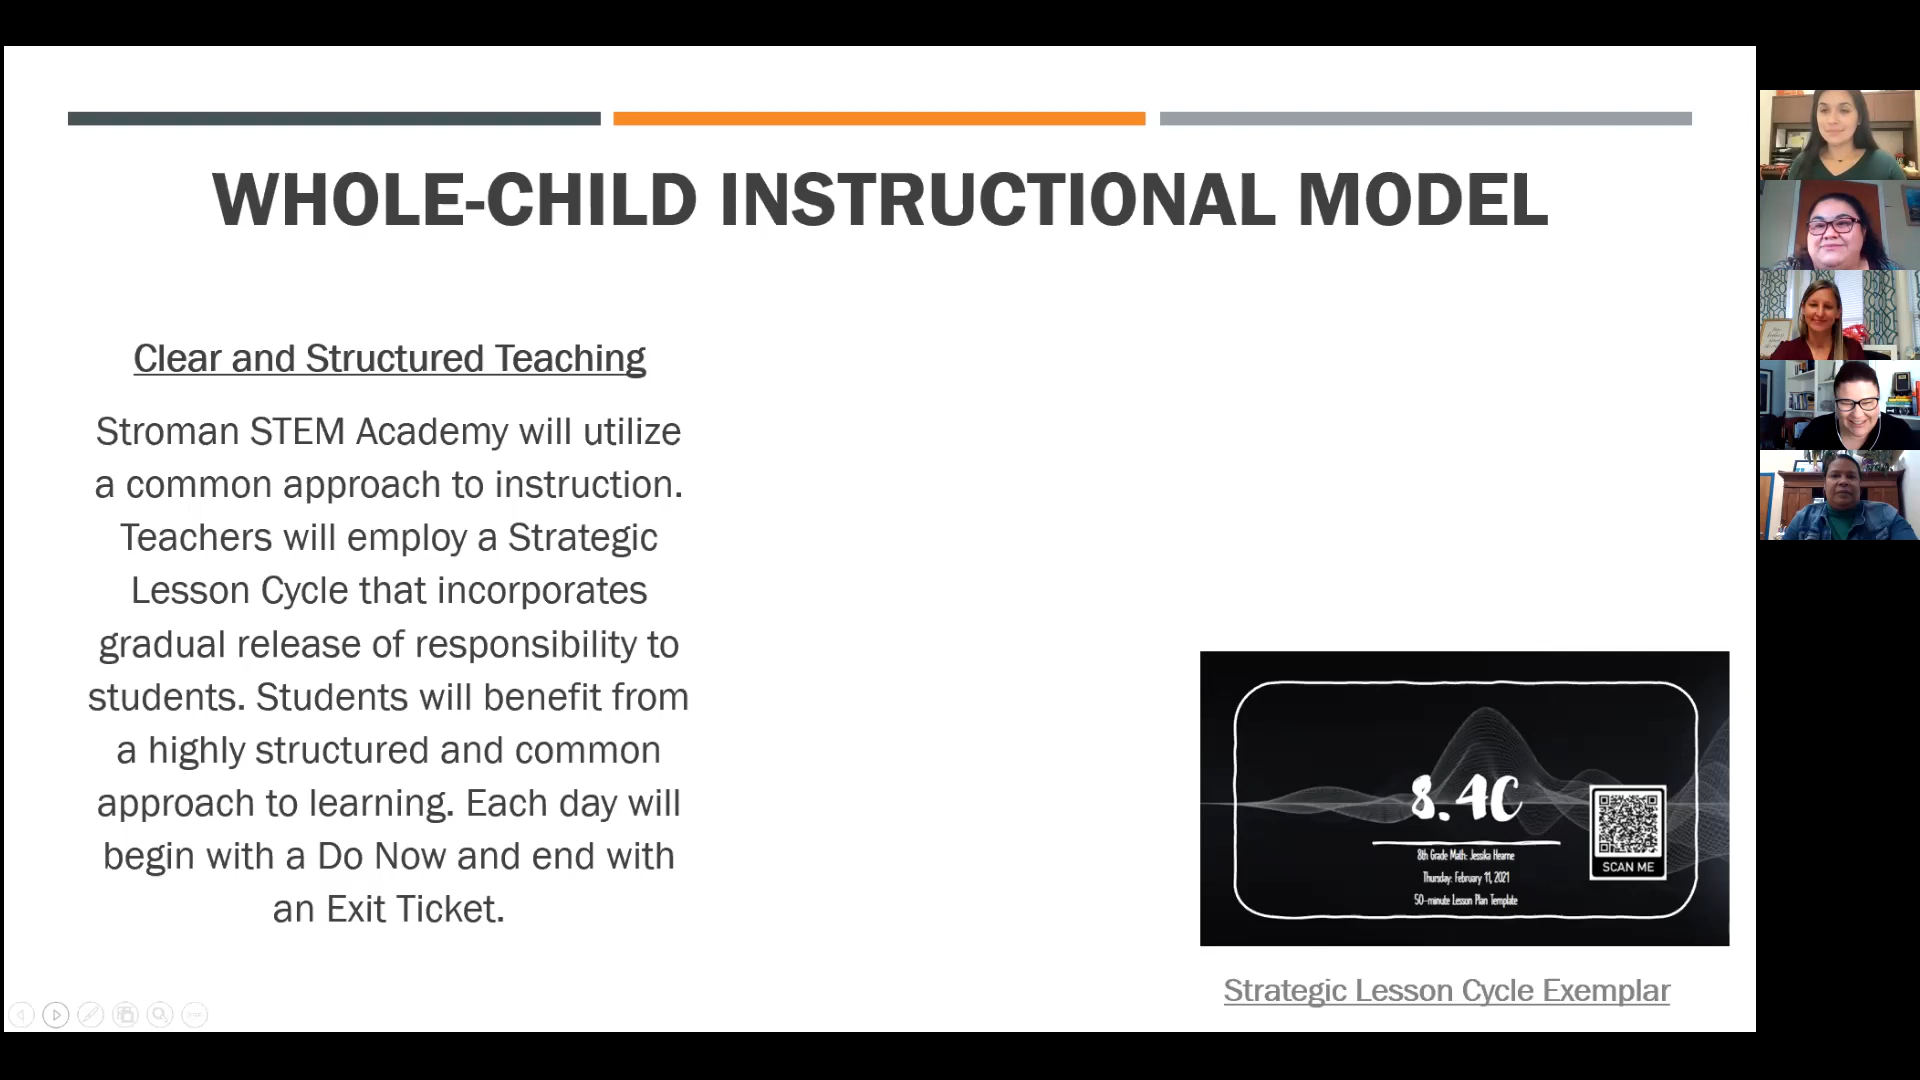 WHOLE-CHILD INSTRUCTIONAL MODEL
Clear and Structured Teaching
Stroman STEM Academy will utilize
a common approach to instruction.
Teachers will employ a Strategic
Lesson Cycle that incorporates
gradual release of responsibility to
students. Students will benefit from
a highly structured and common
approach to learning. Each day will
begin with a Do Now and end with
an Exit Ticket.
8.4C
8th Grade Math: Jessika Hearne
Thursday: February 11, 2021
50-minute Lesson Plan Template
SCAN ME
Strategic Lesson Cycle Exemplar